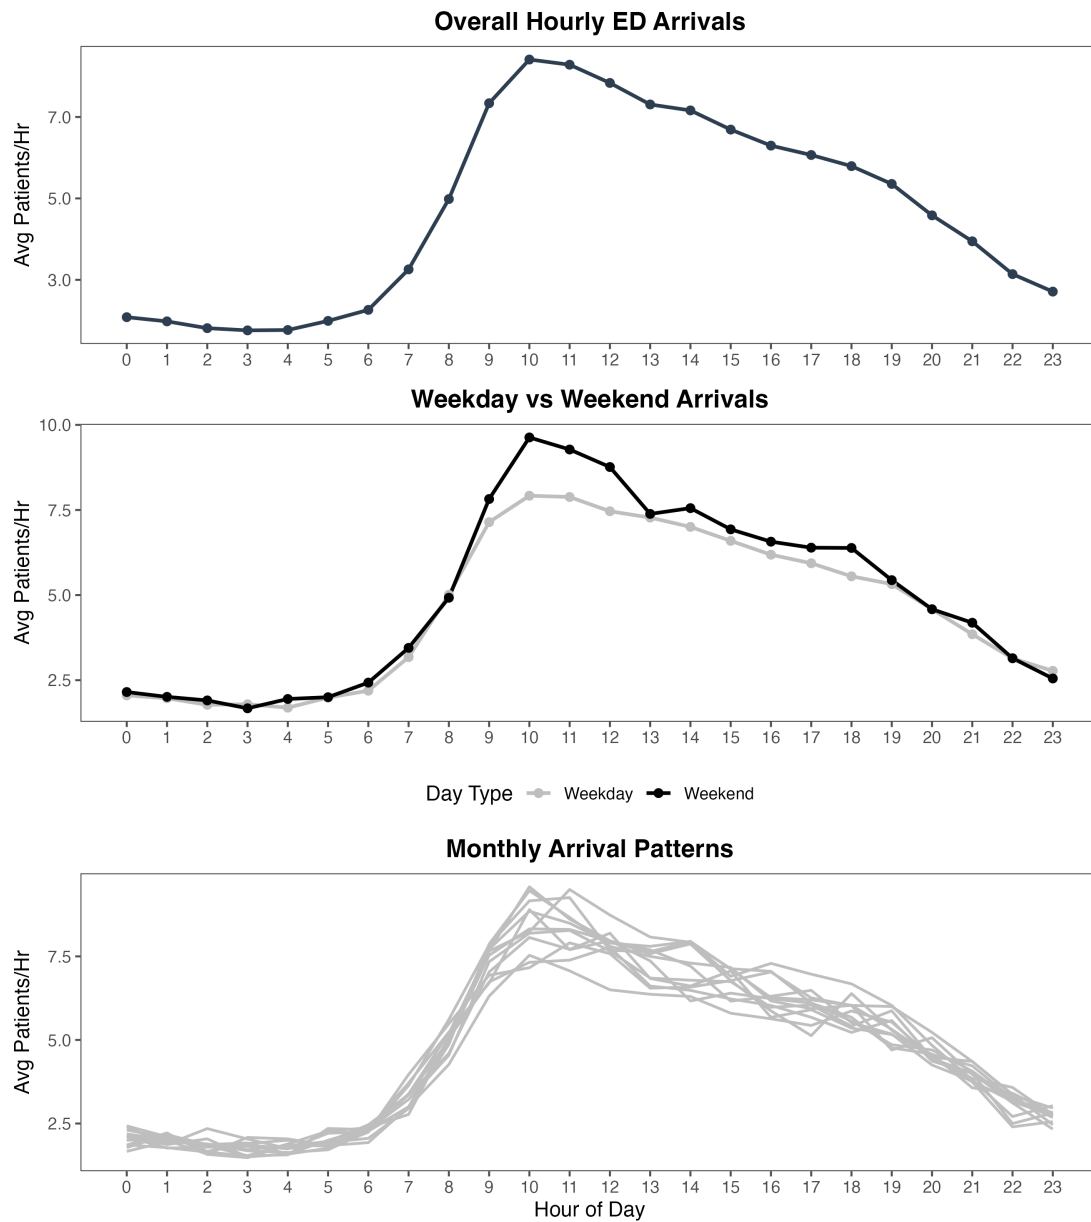 Overall Hourly ED Arrivals
Avg Patients/Hr
7.0
5.0
3.0
0 1 2 3 4 5 6 7 8 9 10 11 12 13 14 15 16 17 18 19 20 21 22 23
Weekday vs Weekend Arrivals
Avg Patients/Hr
10.0
7.5
5.0
2.5
0 1 2 3 4 5 6 7 8 9 10 11 12 13 14 15 16 17 18 19 20 21 22 23
Day Type Weekday Weekend
Monthly Arrival Patterns
Avg Patients/Hr
7.5
5.0
2.5
0 1 2 3 4 5 6 7 8 9 10 11 12 13 14 15 16 17 18 19 20 21 22 23
Hour of Day